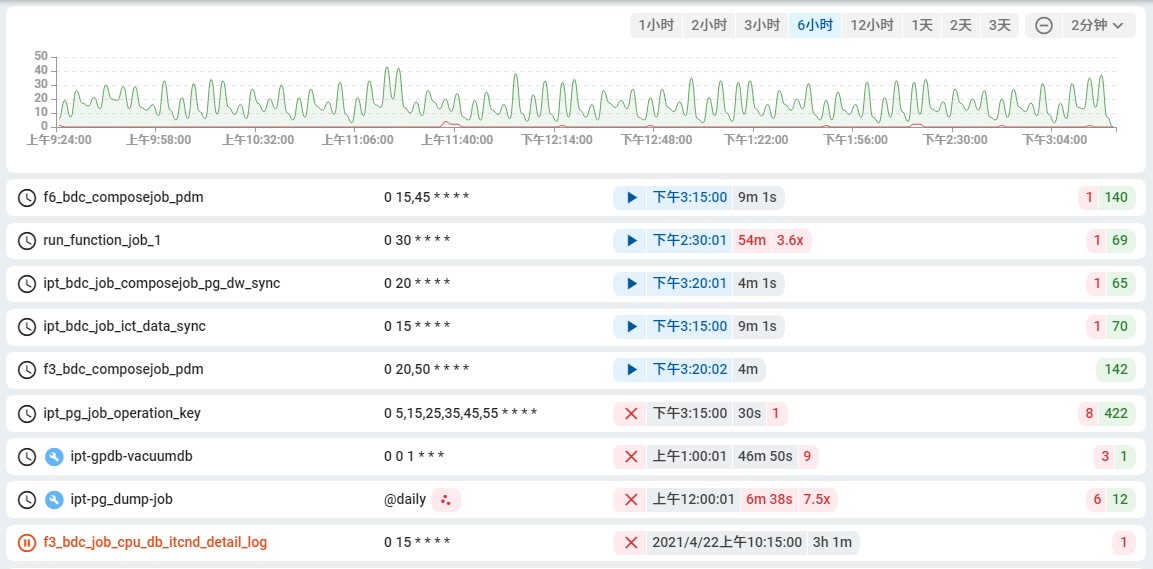 1小时 2小时 3小时 6小时 12小时 1天 2天 3天 2分钟
50
40
30
20
10
0
上午9:24:00 上午9:58:00 上午10:32:00 上午11:06:00 上午11:40:00 下午12:14:00 下午12:48:00 下午1:22:00 下午1:56:00 下午2:30:00 下午3:04:00
f6_bdc_composejob_pdm 0 15,45 * * * * 下午3:15:00 9m 1s 1 140
run_function_job_1 0 30 * * * * 下午2:30:01 54m 3.6x 1 69
ipt_bdc_job_composejob_pg_dw_sync 0 20 * * * * 下午3:20:01 4m 1s 1 65
ipt_bdc_job_ict_data_sync 0 15 * * * * 下午3:15:00 9m 1s 1 70
f3_bdc_composejob_pdm 0 20,50 * * * * 下午3:20:02 4m 142
ipt_pg_job_operation_key 0 5,15,25,35,45,55 * * * * 下午3:15:00 30s 1 8 422
ipt-gpdb-vacuumdb 0 0 1 * * * 上午1:00:01 46m 50s 9 3 1
ipt-pg_dump-job @daily 上午12:00:01 6m 38s 7.5x 6 12
f3_bdc_job_cpu_db_itcnd_detail_log 0 15 * * * * 2021/4/22上午10:15:00 3h 1m 1